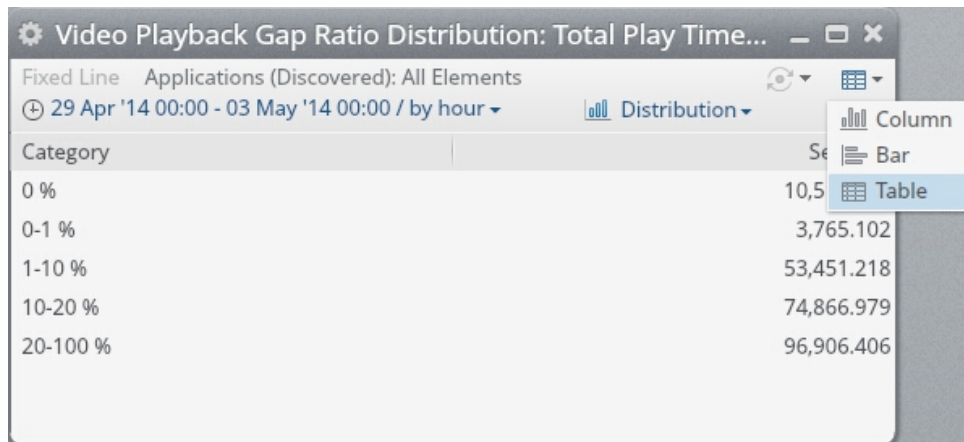 Video Playback Gap Ratio Distribution: Total Play Time...
Fixed Line Applications (Discovered): All Elements
29 Apr '14 00:00 - 03 May '14 00:00 / by hour Distribution
Column
Bar
Table
Category
0 %
0-1 % 3,765.102
1-10 % 53,451.218
10-20 % 74,866.979
20-100 % 96,906.406